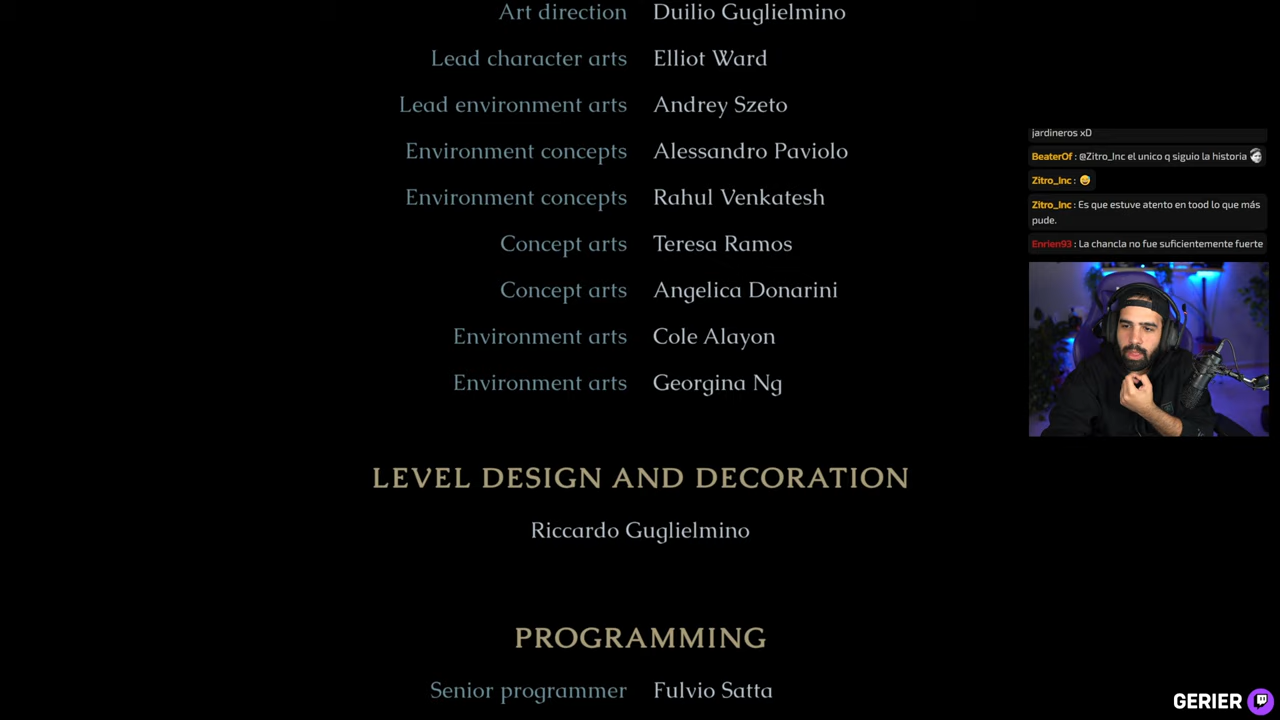 Art direction Duilio Guglielmino
Lead character arts Elliot Ward
Lead environment arts Andrey Szeto
Environment concepts Alessandro Paviolo
Environment concepts Rahul Venkatesh
Concept arts Teresa Ramos
Concept arts Angelica Donarini
Environment arts Cole Alayon
Environment arts Georgina Ng
LEVEL DESIGN AND DECORATION
Riccardo Guglielmino
PROGRAMMING
Senior programmer Fulvio Satta
jardineros xD
BeaterOf : @Zitro_Inc el unico q siguio la historia
Zitro_Inc : 😅
Zitro_Inc : Es que estuve atento en tood lo que más
pude.
Enrien93 : La chancla no fue suficientemente fuerte
GERIER